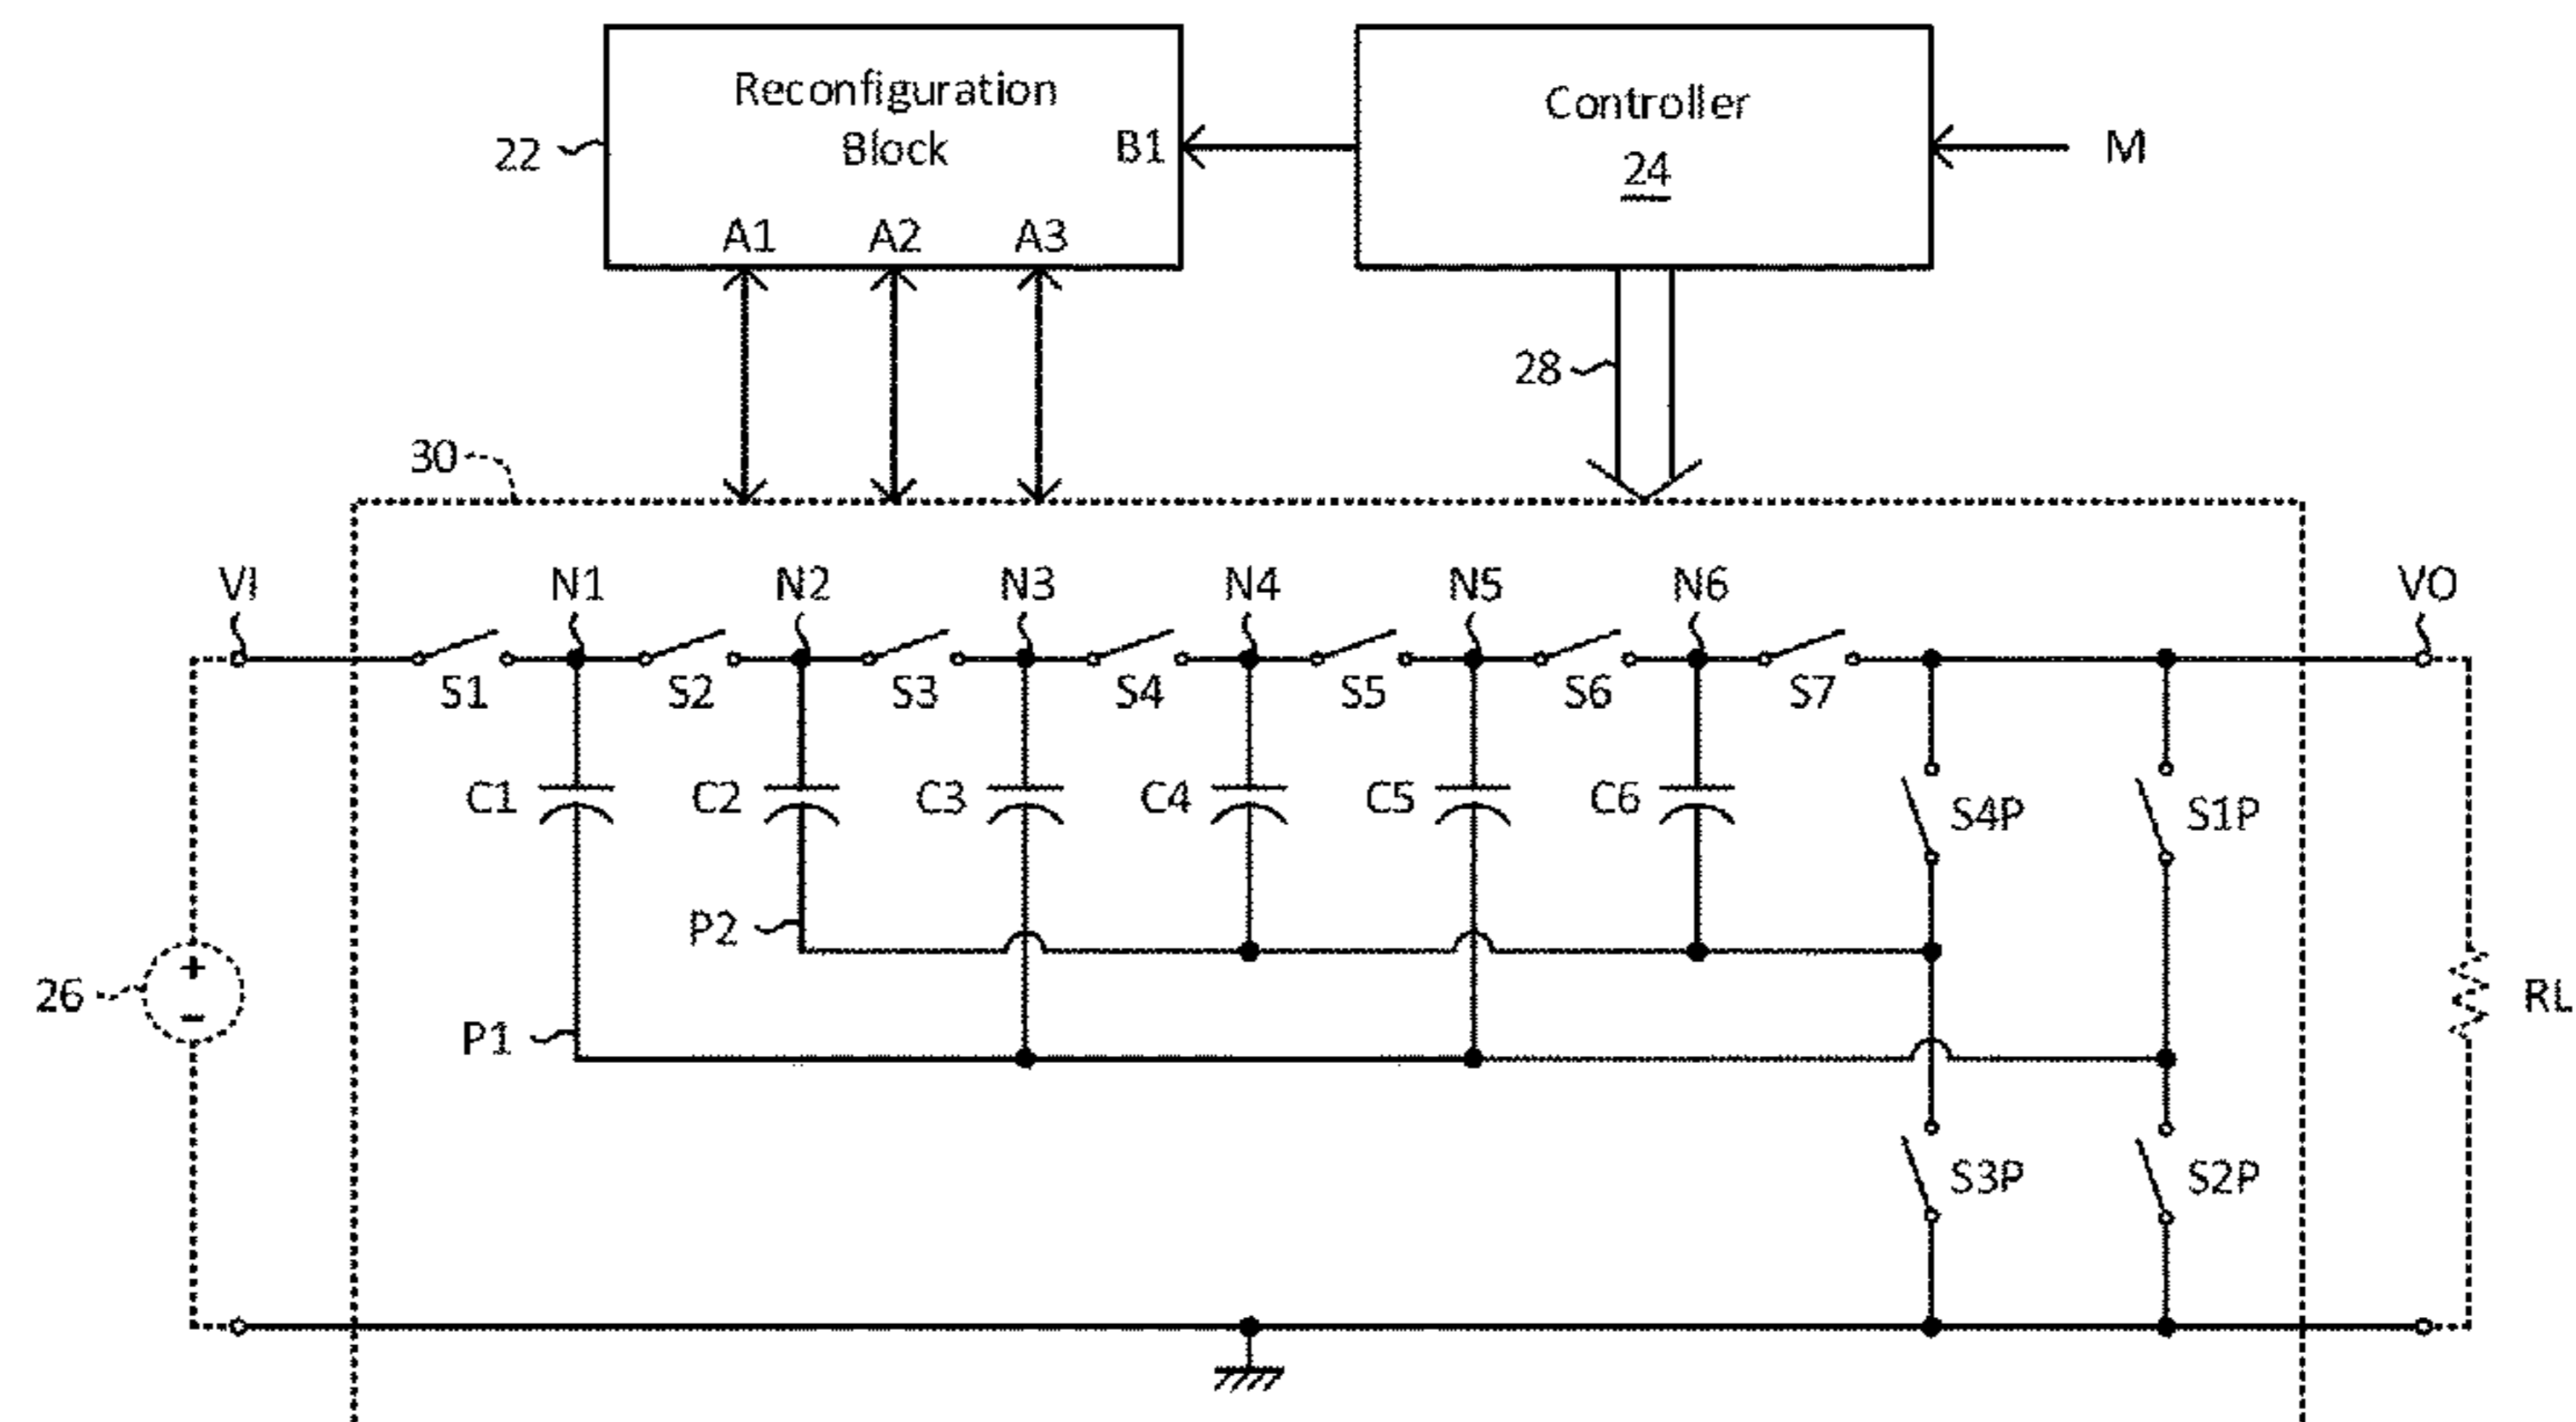 Reconfiguration
Block
22
B1
A1 A2 A3
Controller
24
M
28
30
VI N1 N2 N3 N4 N5 N6 VO
S1 S2 S3 S4 S5 S6 S7
C1 C2 C3 C4 C5 C6 S4P S1P
P2
26 + − P1 RL
S3P S2P